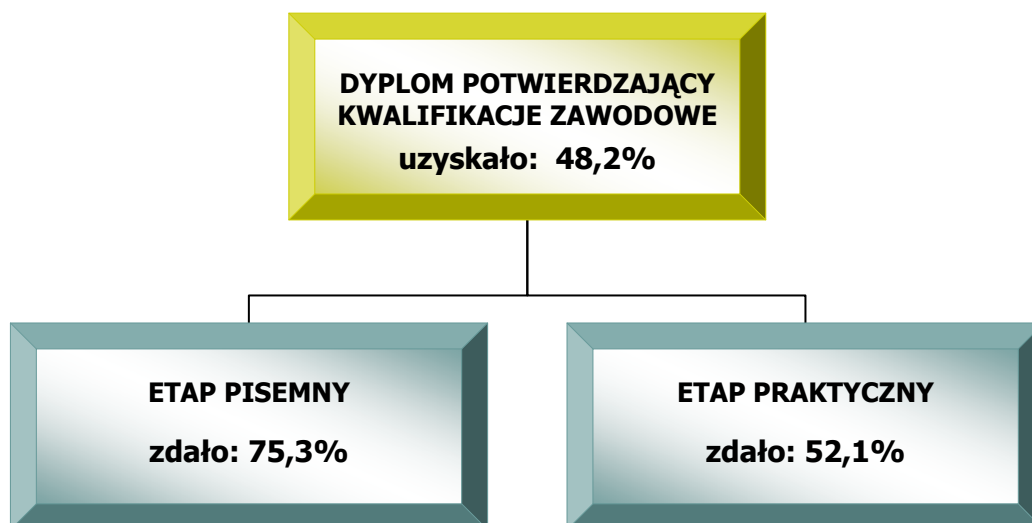 DYPLOM POTWIERDZAJĄCY
KWALIFIKACJE ZAWODOWE
uzyskało: 48,2%
ETAP PISEMNY
zdało: 75,3%
ETAP PRAKTYCZNY
zdało: 52,1%